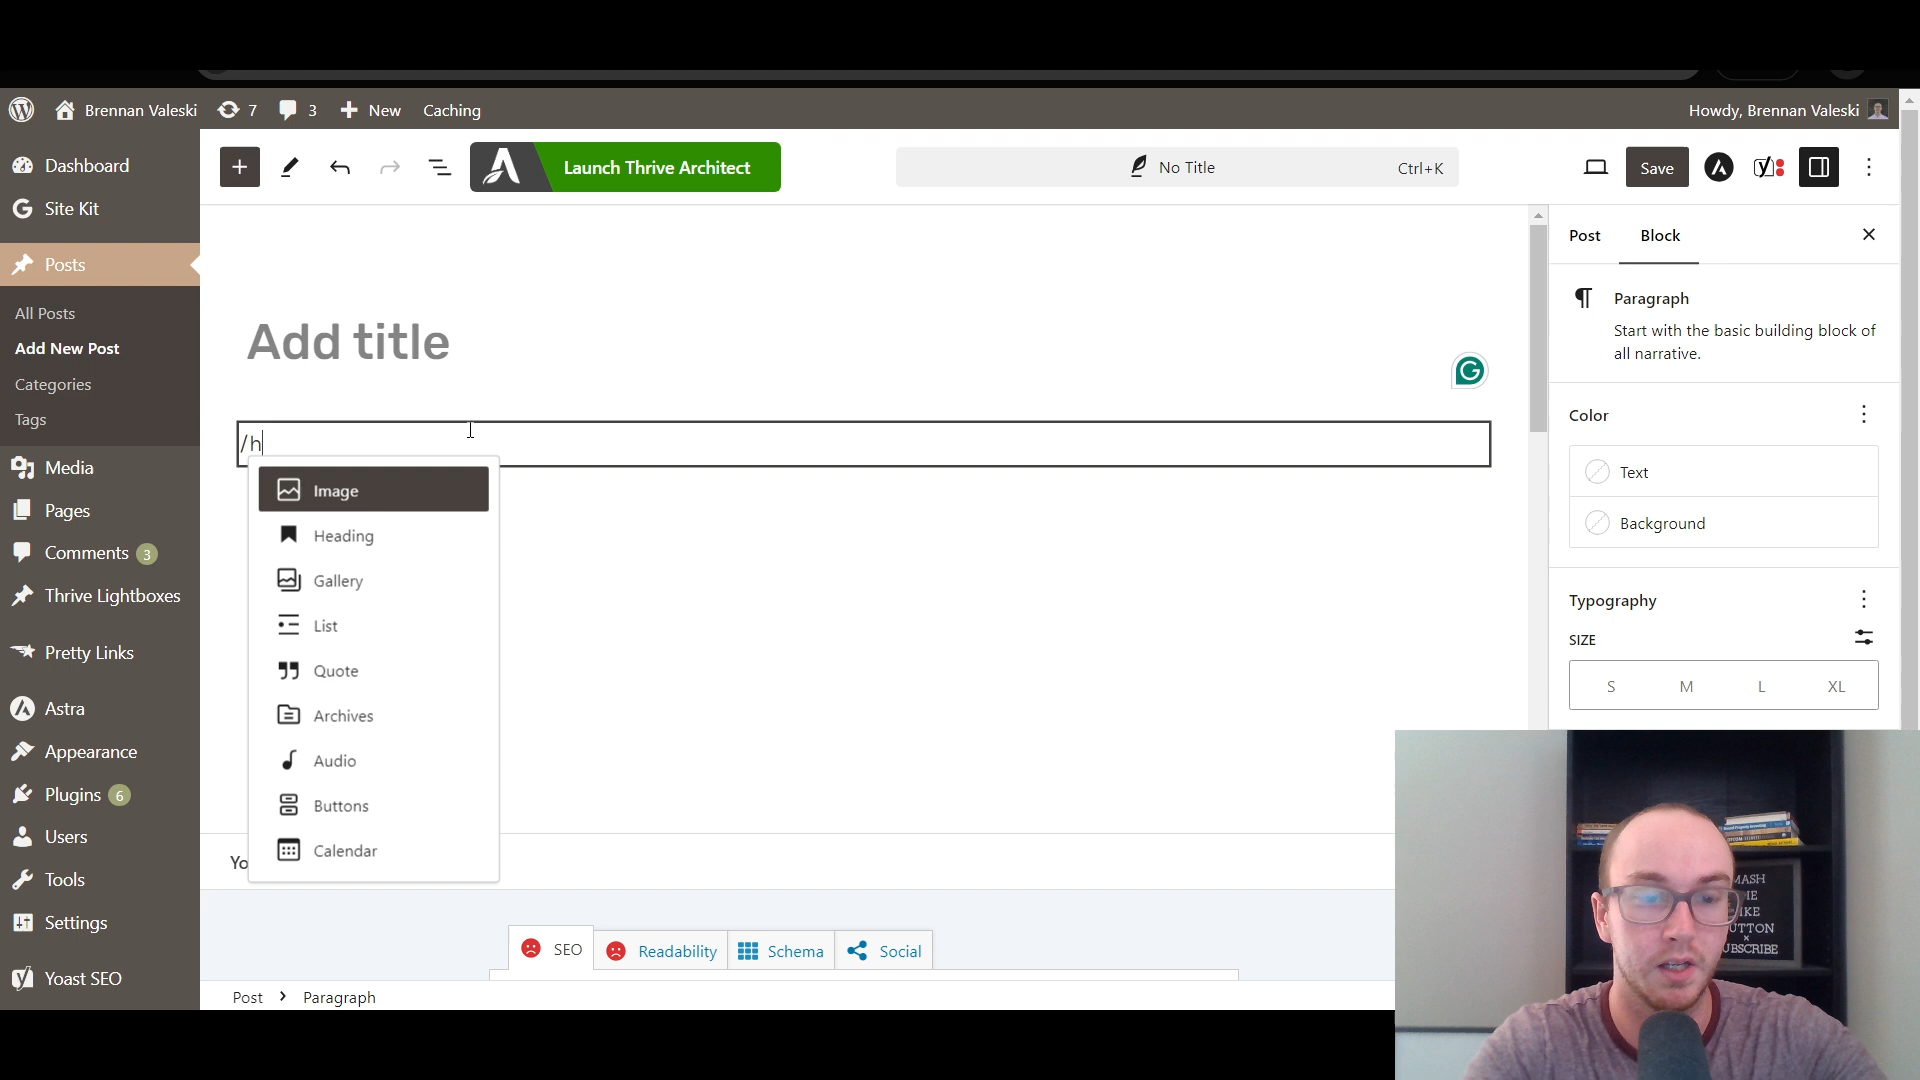 Brennan Valeski
7
3
New
Caching
Howdy, Brennan Valeski
Dashboard
Site Kit
Posts
All Posts
Add New Post
Categories
Tags
Media
Pages
Comments 3
Thrive Lightboxes
Pretty Links
Astra
Appearance
Plugins 6
Users
Tools
Settings
Yoast SEO
Launch Thrive Architect
No Title
Ctrl+K
Save
Add title
/h
Image
Heading
Gallery
List
Quote
Archives
Audio
Buttons
Calendar
Yo
SEO
Readability
Schema
Social
Post
Paragraph
Post
Block
Paragraph
Start with the basic building block of
all narrative.
Color
Text
Background
Typography
SIZE
S
M
L
XL